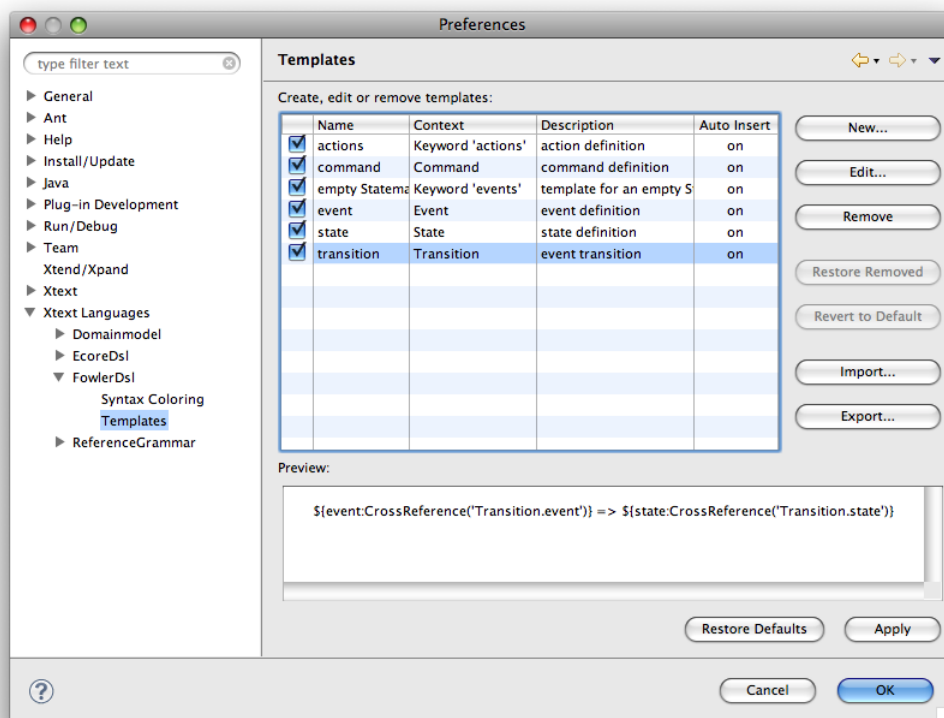 Preferences
type filter text
General
Ant
Help
Install/Update
Java
Plug-in Development
Run/Debug
Team
Xtend/Xpand
Xtext
Xtext Languages
Domainmodel
EcoreDsl
FowlerDsl
Syntax Coloring
Templates
ReferenceGrammar
Templates
Create, edit or remove templates:
Name Context Description Auto Insert
actions Keyword 'actions' action definition on
command Command command definition on
empty Statema Keyword 'events' template for an empty S on
event Event event definition on
state State state definition on
transition Transition event transition on
New...
Edit...
Remove
Restore Removed
Revert to Default
Import...
Export...
Preview:
${event:CrossReference('Transition.event')} => ${state:CrossReference('Transition.state')}
Restore Defaults Apply
? Cancel OK